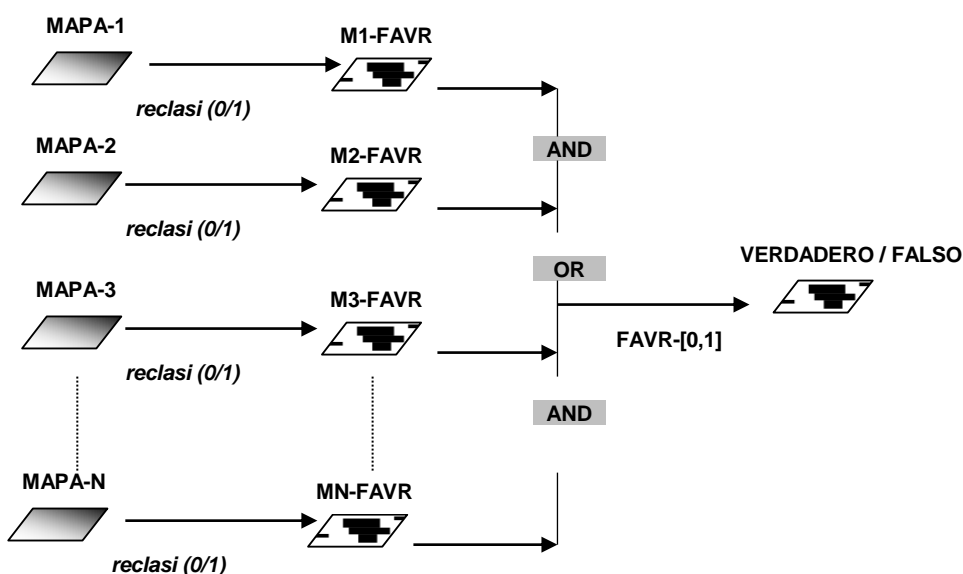 MAPA-1
M1-FAVR
reclasi (0/1)
AND
MAPA-2
M2-FAVR
reclasi (0/1)
OR
VERDADERO / FALSO
MAPA-3
M3-FAVR
FAVR-[0,1]
reclasi (0/1)
AND
MAPA-N
MN-FAVR
reclasi (0/1)